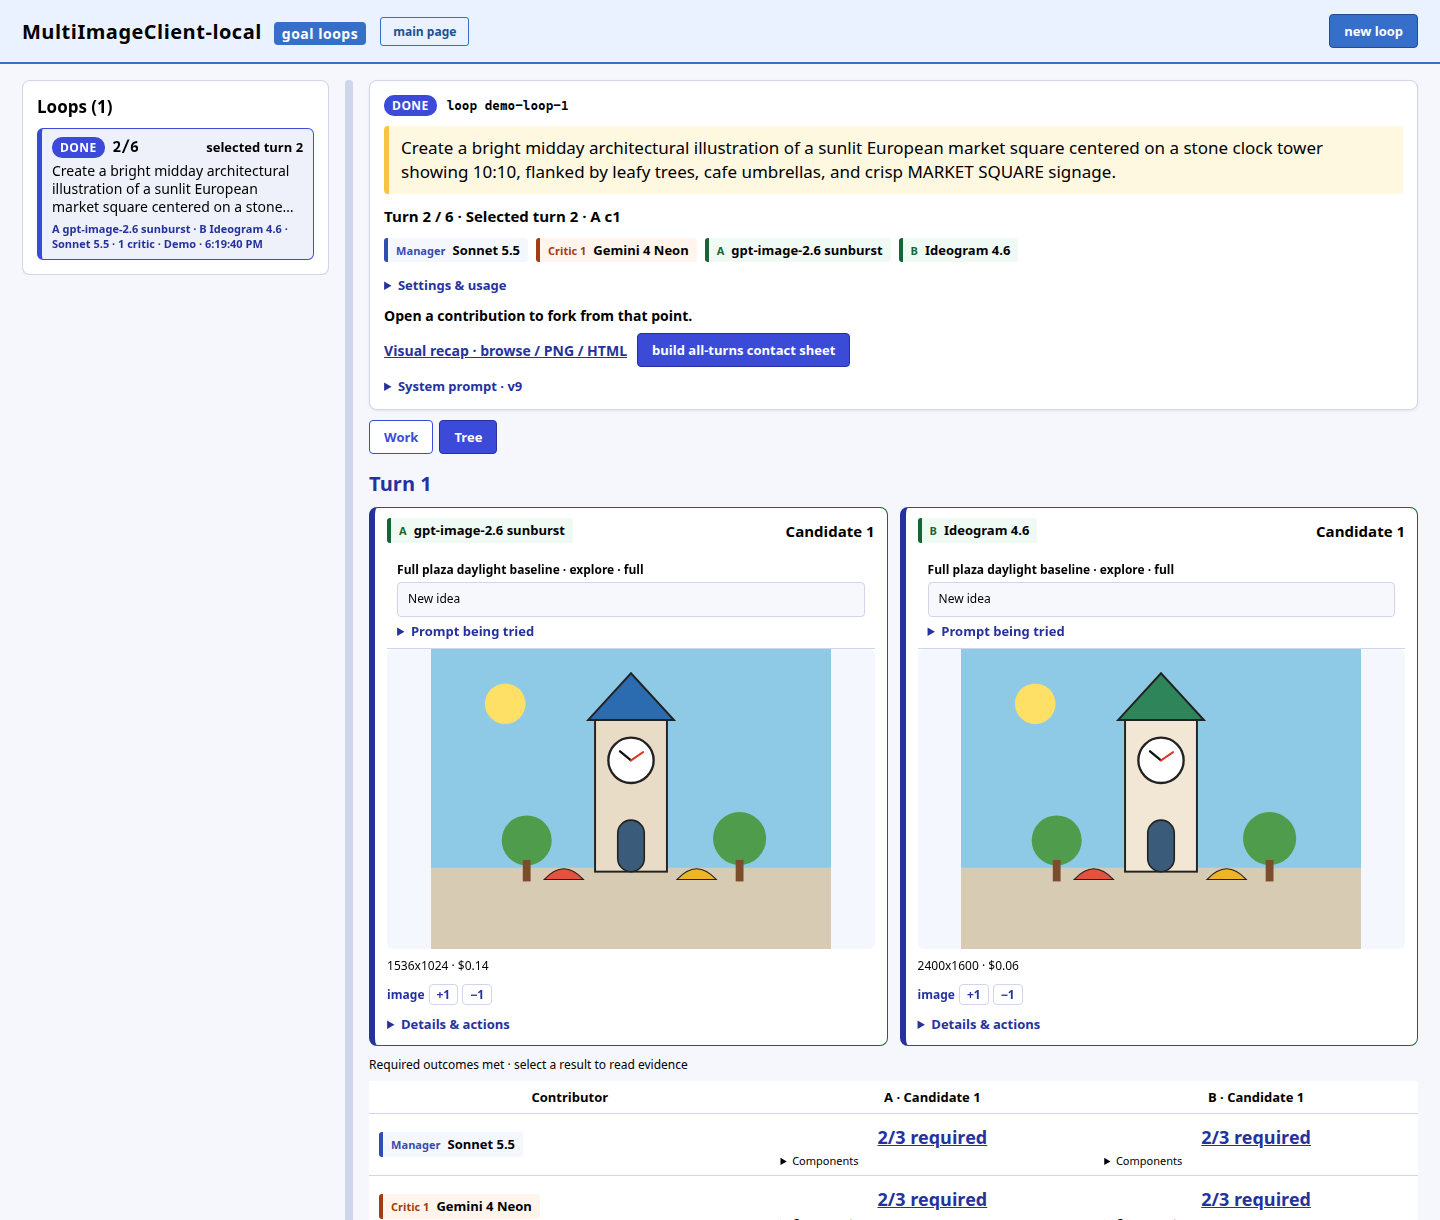 MultiImageClient-local goal loops main page new loop
Loops (1)
DONE 2/6 selected turn 2
Create a bright midday architectural
illustration of a sunlit European
market square centered on a stone...
A gpt-image-2.6 sunburst · B Ideogram 4.6 ·
Sonnet 5.5 · 1 critic · Demo · 6:19:40 PM
DONE loop demo-loop-1
Create a bright midday architectural illustration of a sunlit European market square centered on a stone clock tower
showing 10:10, flanked by leafy trees, cafe umbrellas, and crisp MARKET SQUARE signage.
Turn 2 / 6 · Selected turn 2 · A c1
Manager Sonnet 5.5 Critic 1 Gemini 4 Neon A gpt-image-2.6 sunburst B Ideogram 4.6
▶ Settings & usage
Open a contribution to fork from that point.
Visual recap · browse / PNG / HTML build all-turns contact sheet
▶ System prompt · v9
Work Tree
Turn 1
A gpt-image-2.6 sunburst Candidate 1
Full plaza daylight baseline · explore · full
New idea
▶ Prompt being tried
1536x1024 · $0.14
image +1 −1
▶ Details & actions
B Ideogram 4.6 Candidate 1
Full plaza daylight baseline · explore · full
New idea
▶ Prompt being tried
2400x1600 · $0.06
image +1 −1
▶ Details & actions
Required outcomes met · select a result to read evidence
Contributor A · Candidate 1 B · Candidate 1
Manager Sonnet 5.5 2/3 required 2/3 required
▶ Components ▶ Components
Critic 1 Gemini 4 Neon 2/3 required 2/3 required